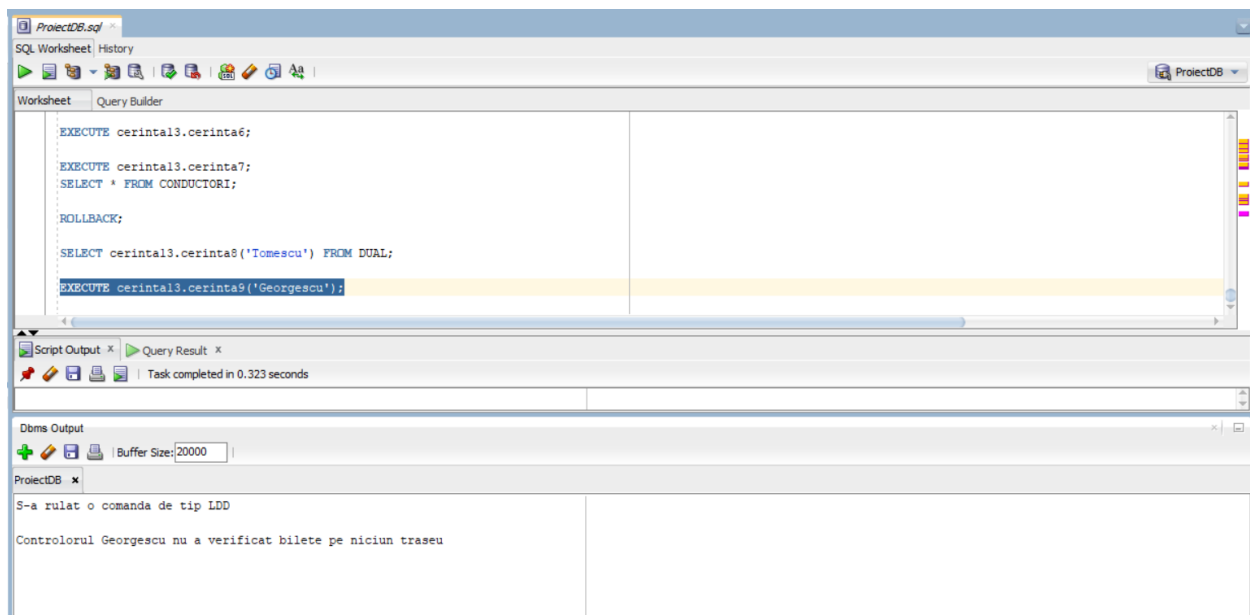 ProiectDB.sql
SQL Worksheet History
ProiectDB
Worksheet Query Builder
EXECUTE cerinta13.cerinta6;
EXECUTE cerinta13.cerinta7;
SELECT * FROM CONDUCTORI;
ROLLBACK;
SELECT cerinta13.cerinta8('Tomescu') FROM DUAL;
EXECUTE cerinta13.cerinta9('Georgescu');
Script Output x Query Result x
Task completed in 0.323 seconds
Dbms Output
Buffer Size: 20000
ProiectDB x
S-a rulat o comanda de tip LDD
Controlorul Georgescu nu a verificat bilete pe niciun traseu